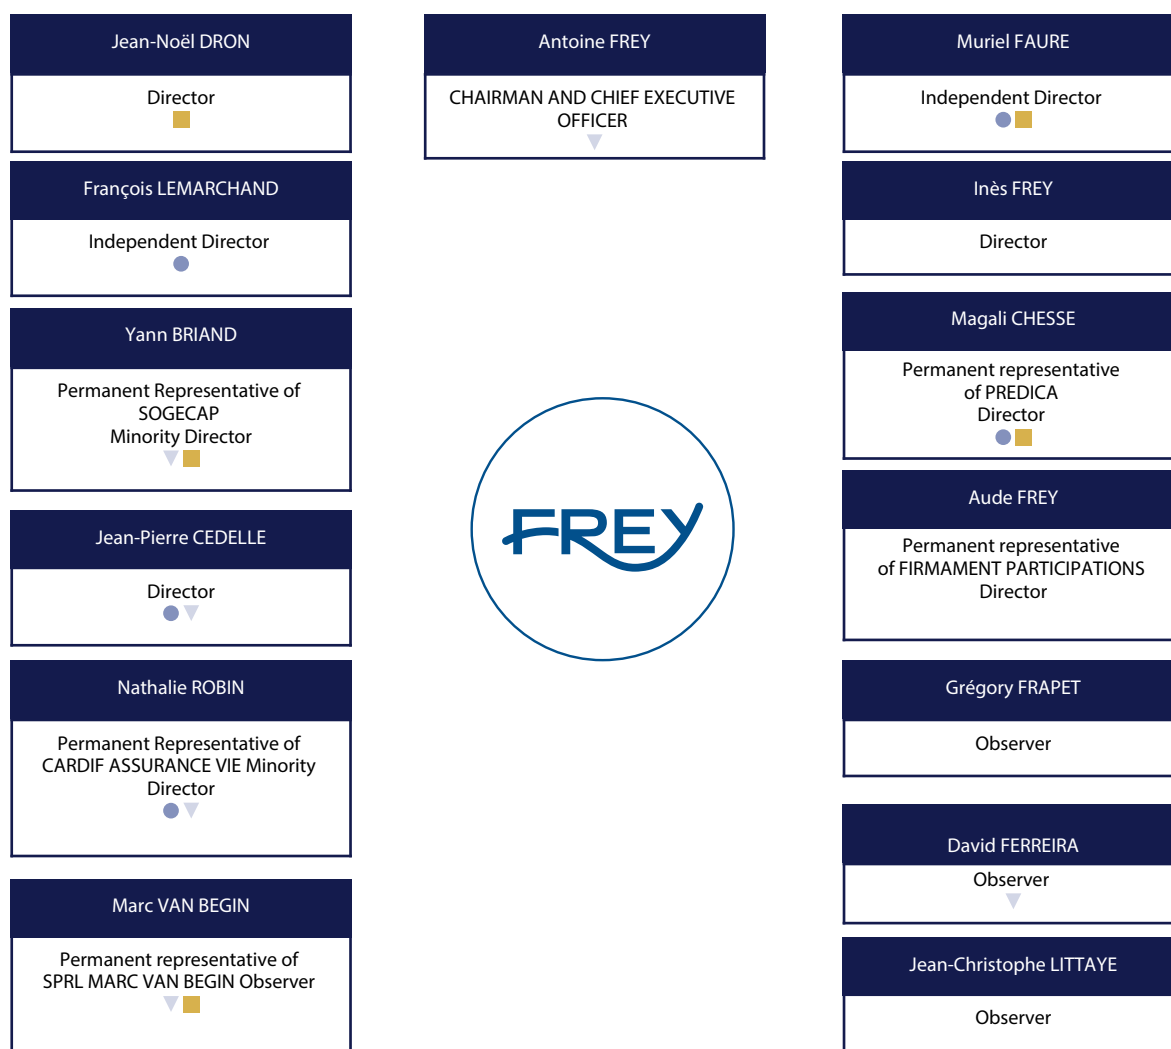 Jean-Noël DRON
Director
François LEMARCHAND
Independent Director
Yann BRIAND
Permanent Representative of
SOGECAP
Minority Director
Jean-Pierre CEDELLE
Director
Nathalie ROBIN
Permanent Representative of
CARDIF ASSURANCE VIE Minority
Director
Marc VAN BEGIN
Permanent representative of
SPRL MARC VAN BEGIN Observer
Antoine FREY
CHAIRMAN AND CHIEF EXECUTIVE
OFFICER
FREY
Muriel FAURE
Independent Director
Inès FREY
Director
Magali CHESSE
Permanent representative
of PREDICA
Director
Aude FREY
Permanent representative
of FIRMAMENT PARTICIPATIONS
Director
Grégory FRAPET
Observer
David FERREIRA
Observer
Jean-Christophe LITTAYE
Observer